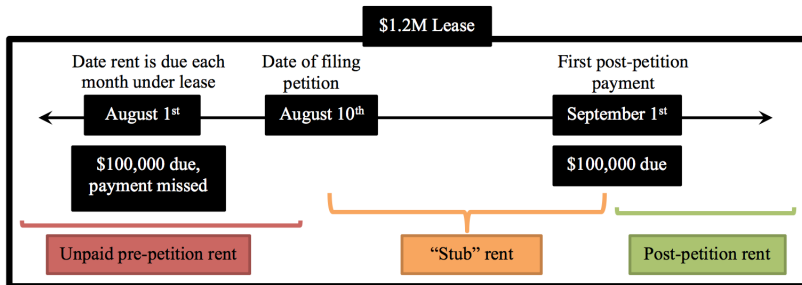 $1.2M Lease
Date rent is due each
month under lease
Date of filing
petition
First post-petition
payment
August 1st
August 10th
September 1st
$100,000 due,
payment missed
$100,000 due
Unpaid pre-petition rent
“Stub” rent
Post-petition rent